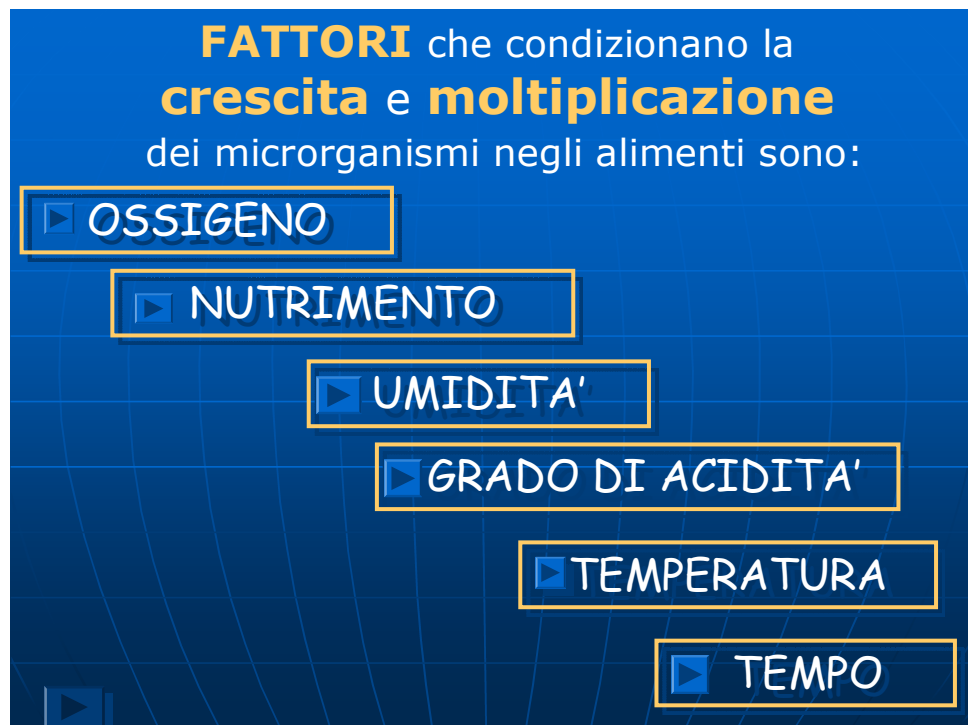 FATTORI che condizionano la
crescita e moltiplicazione
dei microrganismi negli alimenti sono:
OSSIGENO
NUTRIMENTO
UMIDITA’
GRADO DI ACIDITA’
TEMPERATURA
TEMPO